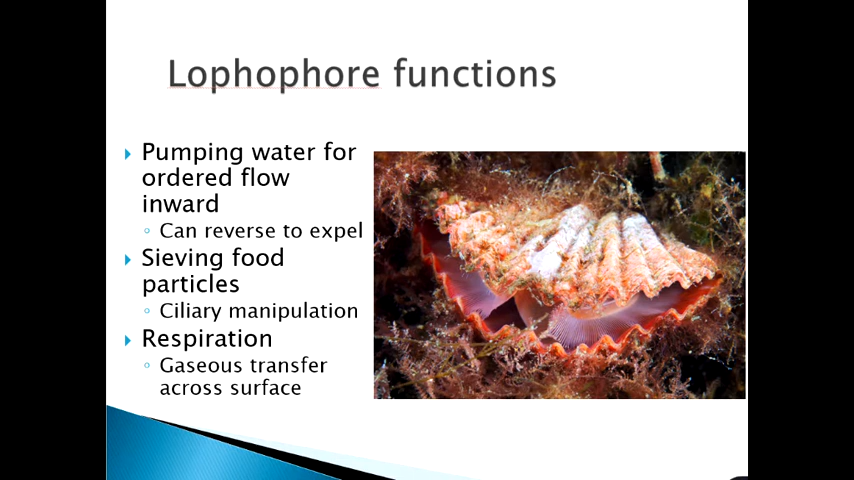 Lophophore functions
Pumping water for
ordered flow
inward
Can reverse to expel
Sieving food
particles
Ciliary manipulation
Respiration
Gaseous transfer
across surface